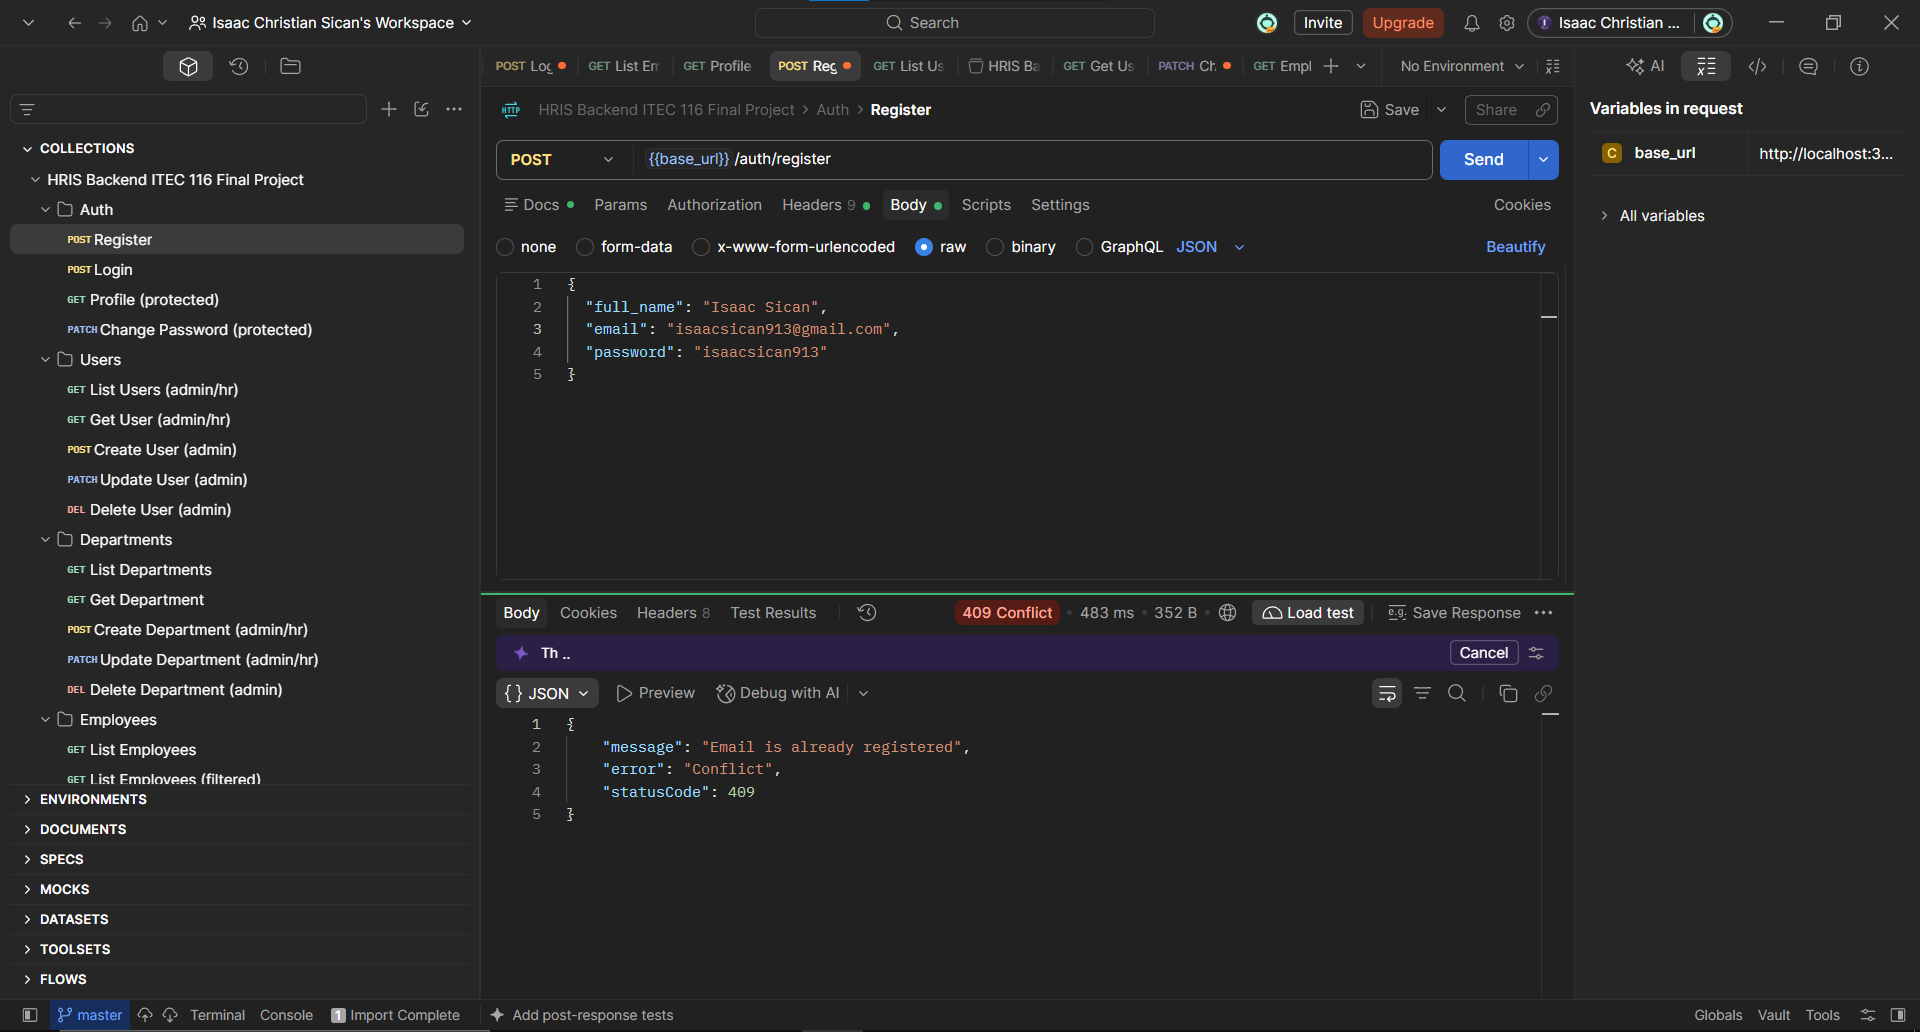 Isaac Christian Sican's Workspace
Search
Invite
Upgrade
Isaac Christian ...
POST Log
GET List Em
GET Profile
POST Reg
GET List Us
HRIS Ba
GET Get Us
PATCH Ch
GET Empl
No Environment
AI
COLLECTIONS
HRIS Backend ITEC 116 Final Project
Auth
POST Register
POST Login
GET Profile (protected)
PATCH Change Password (protected)
Users
GET List Users (admin/hr)
GET Get User (admin/hr)
POST Create User (admin)
PATCH Update User (admin)
DEL Delete User (admin)
Departments
GET List Departments
GET Get Department
POST Create Department (admin/hr)
PATCH Update Department (admin/hr)
DEL Delete Department (admin)
Employees
GET List Employees
GET List Employees (filtered)
ENVIRONMENTS
DOCUMENTS
SPECS
MOCKS
DATASETS
TOOLSETS
FLOWS
HTTP HRIS Backend ITEC 116 Final Project > Auth > Register
Save
Share
POST
{{base_url}} /auth/register
Send
Docs
Params
Authorization
Headers 9
Body
Scripts
Settings
Cookies
none
form-data
x-www-form-urlencoded
raw
binary
GraphQL
JSON
Beautify
1 {
2 "full_name": "Isaac Sican",
3 "email": "isaacsican913@gmail.com",
4 "password": "isaacsican913"
5 }
Body
Cookies
Headers 8
Test Results
409 Conflict
483 ms
352 B
Load test
e.g. Save Response
Th ..
Cancel
{} JSON
Preview
Debug with AI
1 {
2 "message": "Email is already registered",
3 "error": "Conflict",
4 "statusCode": 409
5 }
Variables in request
C base_url
http://localhost:3...
All variables
master
Terminal
Console
1 Import Complete
Add post-response tests
Globals
Vault
Tools